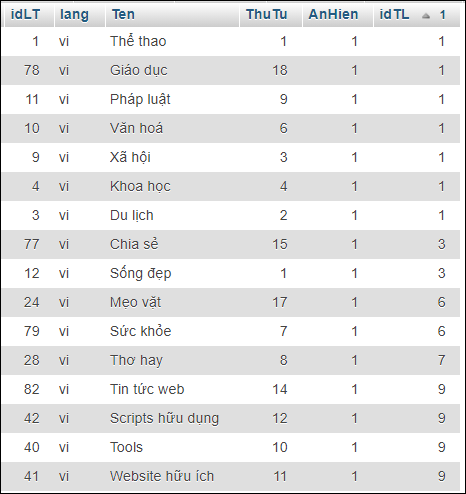 idLT lang Ten ThuTu AnHien idTL 1
1 vi Thể thao 1 1 1
78 vi Giáo dục 18 1 1
11 vi Pháp luật 9 1 1
10 vi Văn hoá 6 1 1
9 vi Xã hội 3 1 1
4 vi Khoa học 4 1 1
3 vi Du lịch 2 1 1
77 vi Chia sẻ 15 1 3
12 vi Sống đẹp 1 1 3
24 vi Mẹo vặt 17 1 6
79 vi Sức khỏe 7 1 6
28 vi Thơ hay 8 1 7
82 vi Tin tức web 14 1 9
42 vi Scripts hữu dụng 12 1 9
40 vi Tools 10 1 9
41 vi Website hữu ích 11 1 9